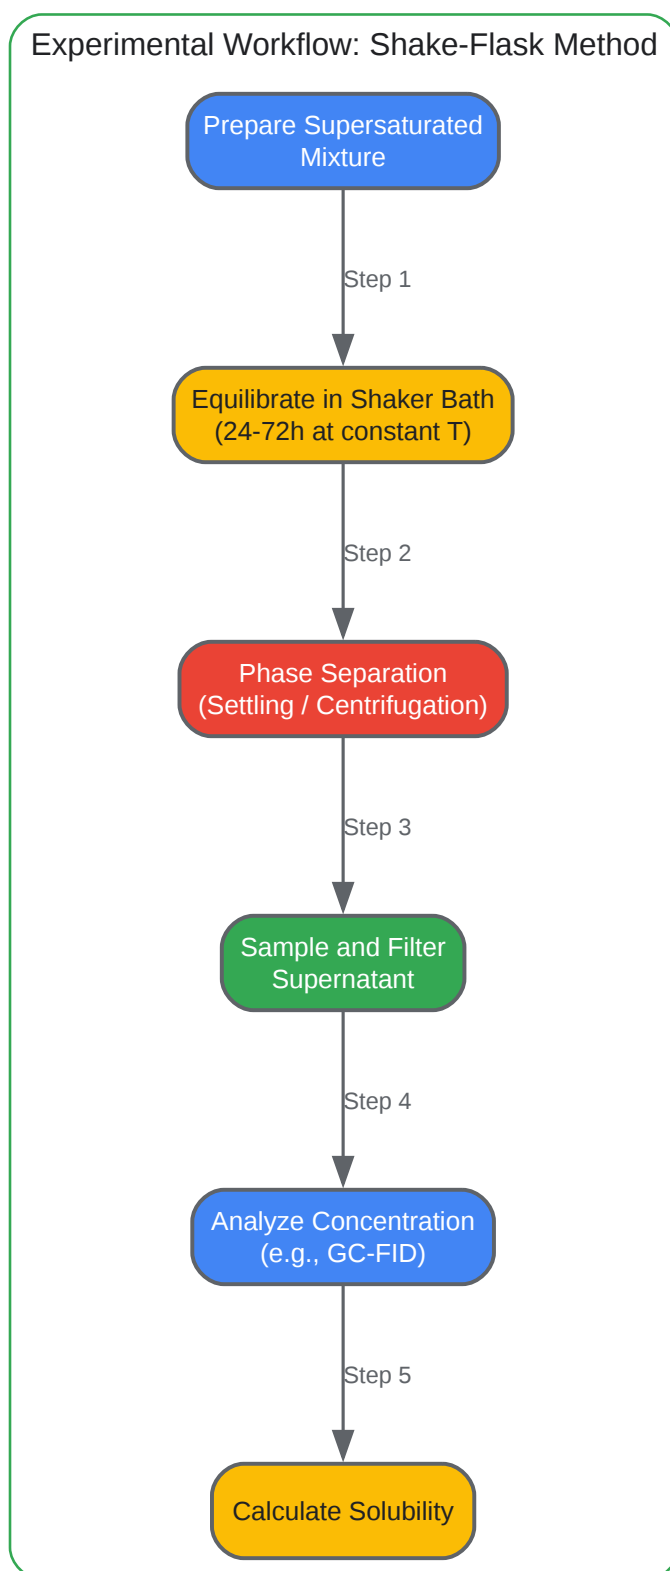 Experimental Workflow: Shake-Flask Method
Prepare Supersaturated
Mixture
Step 1
Equilibrate in Shaker Bath
(24-72h at constant T)
Step 2
Phase Separation
(Settling / Centrifugation)
Step 3
Sample and Filter
Supernatant
Step 4
Analyze Concentration
(e.g., GC-FID)
Step 5
Calculate Solubility